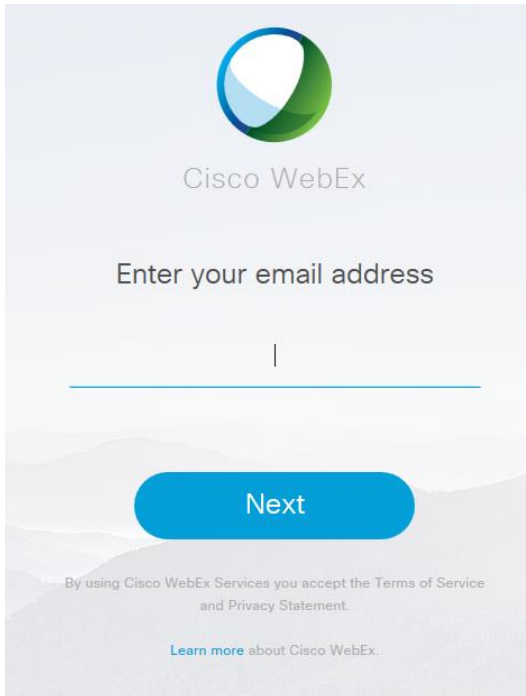 Cisco WebEx
Enter your email address
Next
By using Cisco WebEx Services you accept the Terms of Service
and Privacy Statement.
Learn more about Cisco WebEx.